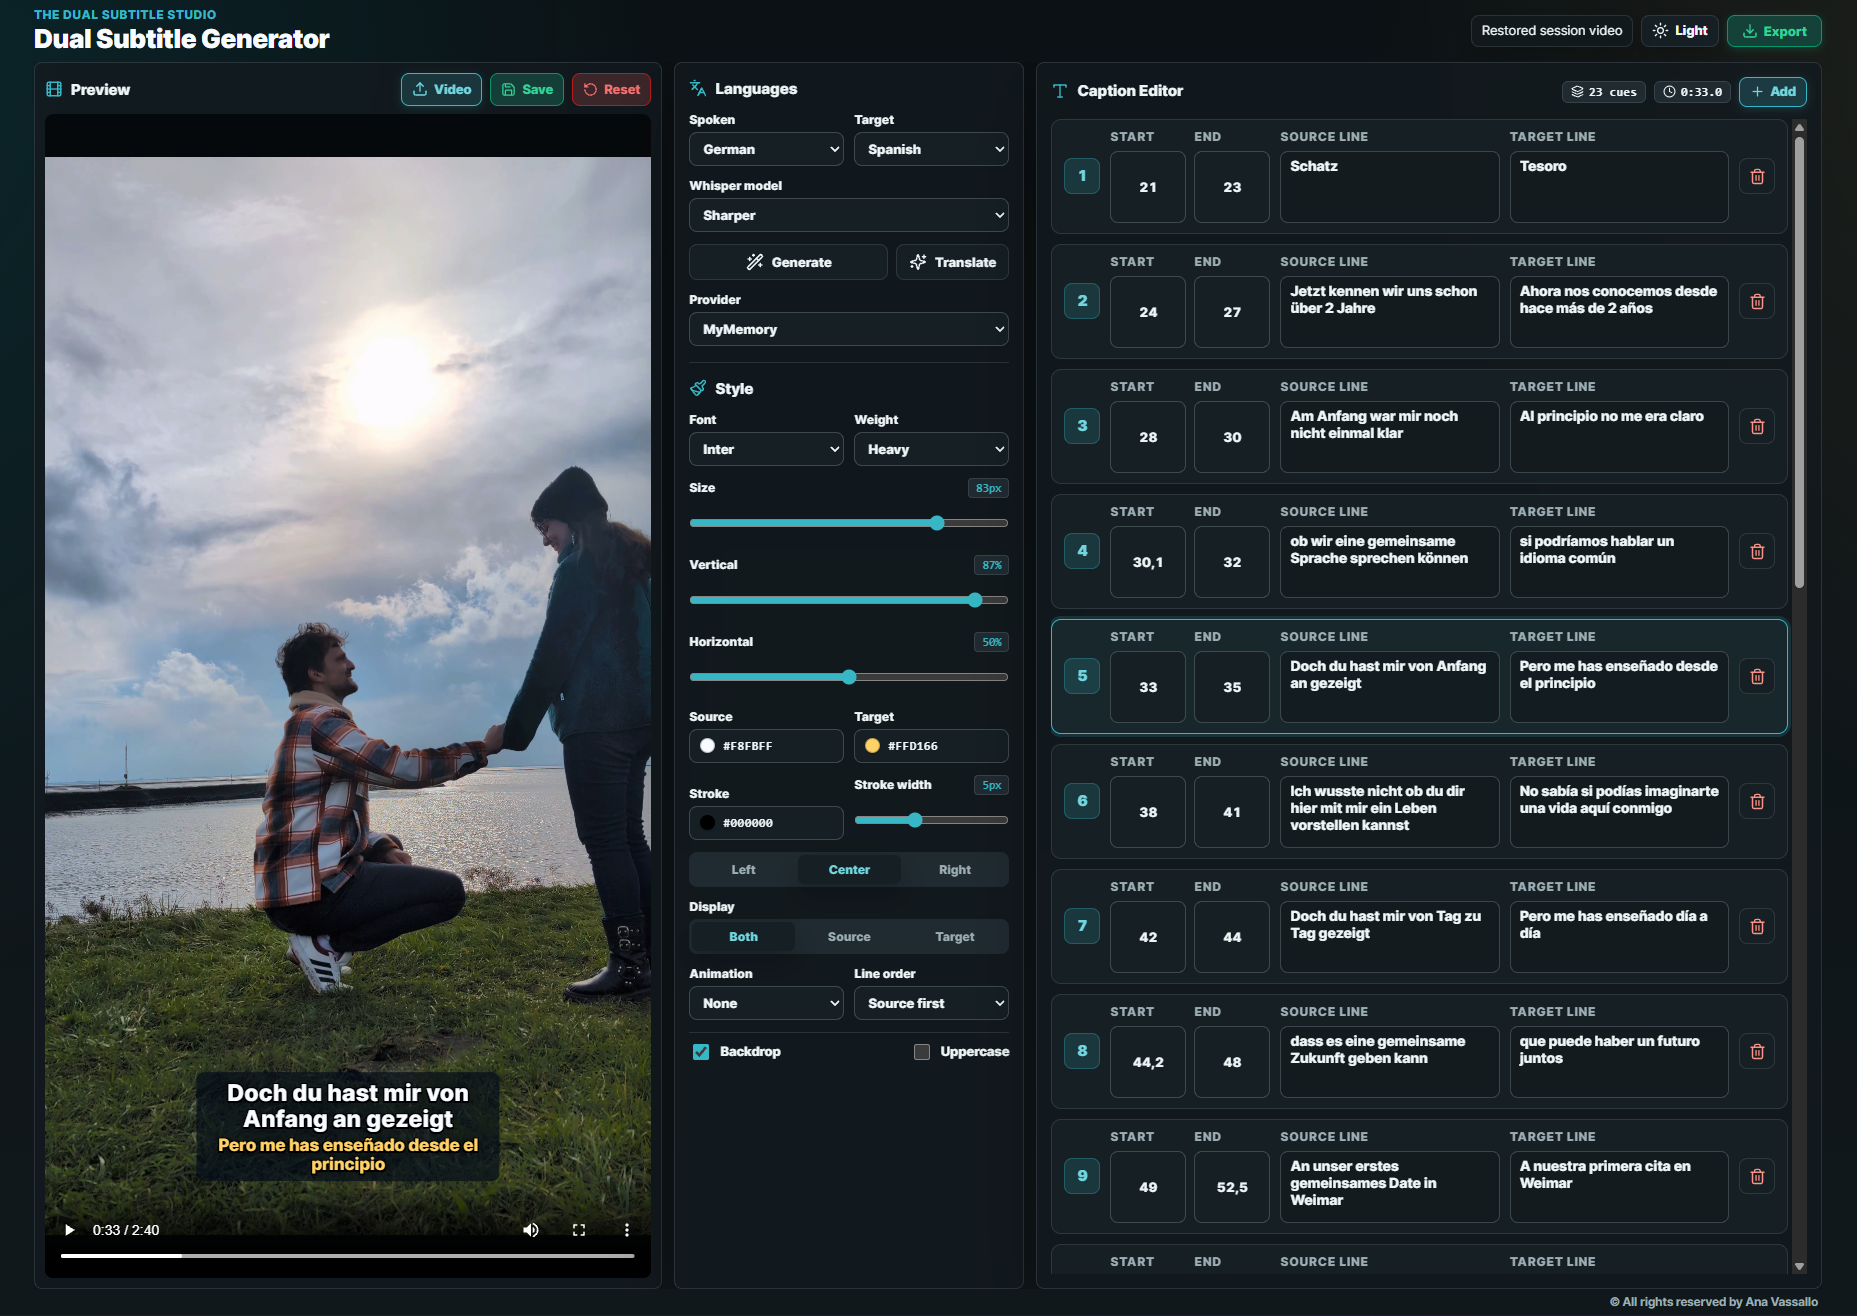 THE DUAL SUBTITLE STUDIO
Dual Subtitle Generator
Restored session video
Light
Export
Preview
Video
Save
Reset
Doch du hast mir von
Anfang an gezeigt
Pero me has enseñado desde el
principio
0:33 / 2:40
Languages
Spoken
Target
German
Spanish
Whisper model
Sharper
Generate
Translate
Provider
MyMemory
Style
Font
Weight
Inter
Heavy
Size
83px
Vertical
87%
Horizontal
50%
Source
Target
#F8FBFF
#FFD166
Stroke
Stroke width
5px
#000000
Left
Center
Right
Display
Both
Source
Target
Animation
Line order
None
Source first
Backdrop
Uppercase
Caption Editor
23 cues
0:33.0
Add
START
END
SOURCE LINE
TARGET LINE
1
21
23
Schatz
Tesoro
START
END
SOURCE LINE
TARGET LINE
2
24
27
Jetzt kennen wir uns schon
über 2 Jahre
Ahora nos conocemos desde
hace más de 2 años
START
END
SOURCE LINE
TARGET LINE
3
28
30
Am Anfang war mir noch
nicht einmal klar
Al principio no me era claro
START
END
SOURCE LINE
TARGET LINE
4
30,1
32
ob wir eine gemeinsame
Sprache sprechen können
si podríamos hablar un
idioma común
START
END
SOURCE LINE
TARGET LINE
5
33
35
Doch du hast mir von Anfang
an gezeigt
Pero me has enseñado desde
el principio
START
END
SOURCE LINE
TARGET LINE
6
38
41
Ich wusste nicht ob du dir
hier mit mir ein Leben
vorstellen kannst
No sabía si podías imaginarte
una vida aquí conmigo
START
END
SOURCE LINE
TARGET LINE
7
42
44
Doch du hast mir von Tag zu
Tag gezeigt
Pero me has enseñado día a
día
START
END
SOURCE LINE
TARGET LINE
8
44,2
48
dass es eine gemeinsame
Zukunft geben kann
que puede haber un futuro
juntos
START
END
SOURCE LINE
TARGET LINE
9
49
52,5
An unser erstes
gemeinsames Date in
Weimar
A nuestra primera cita en
Weimar
START
END
SOURCE LINE
TARGET LINE
© All rights reserved by Ana Vassallo